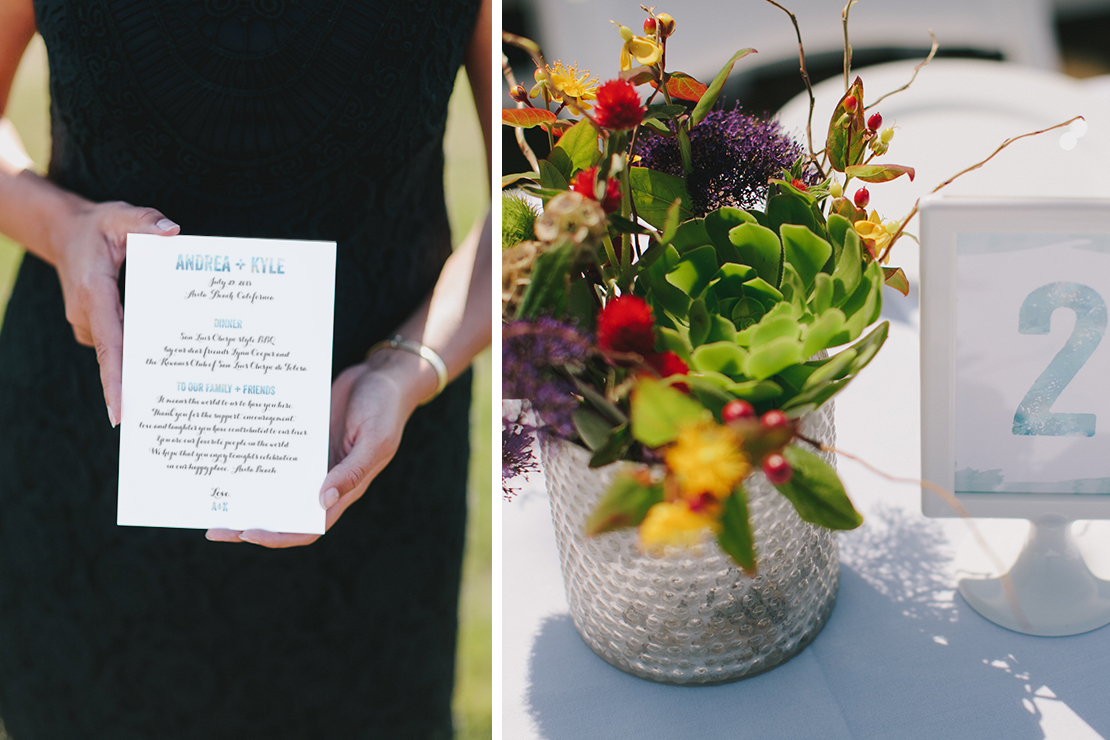 ANDREA + KYLE
July 27, 2013
Avila Beach California
DINNER
San Luis Obispo style BBQ
by our dear friends Lynn Cooper and
the Kiwanis Club of San Luis Obispo de Tolosa
TO OUR FAMILY + FRIENDS
It means the world to us to have you here.
Thank you for the support, encouragement,
love and laughter you have contributed to our lives.
You are our favorite people in the world.
We hope that you enjoy tonight's celebration
in our happy place, Avila Beach.
Love,
A+K
2